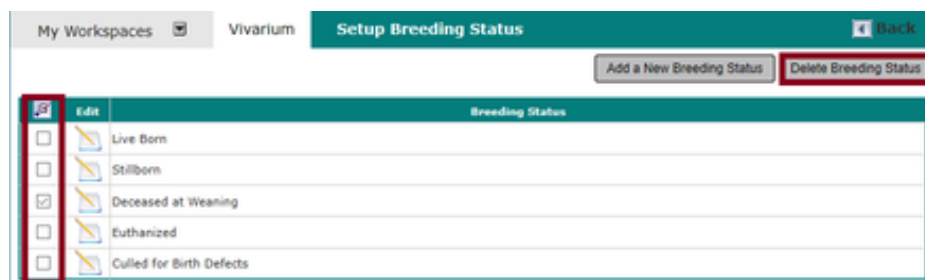 My Workspaces Vivarium Setup Breeding Status Back
Add a New Breeding Status Delete Breeding Status
Edit Breeding Status
Live Born
Stillborn
Deceased at Weaning
Euthanized
Culled for Birth Defects